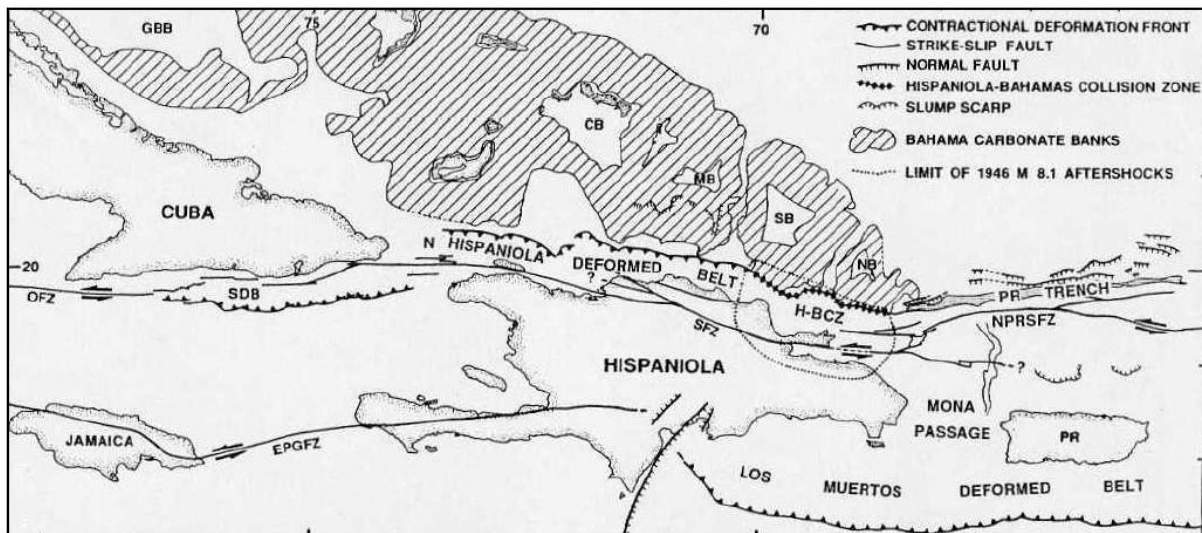 GBB
75
70
CONTRACTIONAL DEFORMATION FRONT
STRIKE-SLIP FAULT
NORMAL FAULT
HISPANIOLA-BAHAMAS COLLISION ZONE
SLUMP SCARP
BAHAMA CARBONATE BANKS
LIMIT OF 1946 M 8.1 AFTERSHOCKS
CB
MB
SB
NB
CUBA
N HISPANIOLA DEFORMED BELT
20
?
OFZ
SDB
SFZ
H-BCZ
PR TRENCH
NPRSFZ
?
HISPANIOLA
JAMAICA
EPGFZ
MONA
PASSAGE
PR
LOS MUERTOS DEFORMED BELT